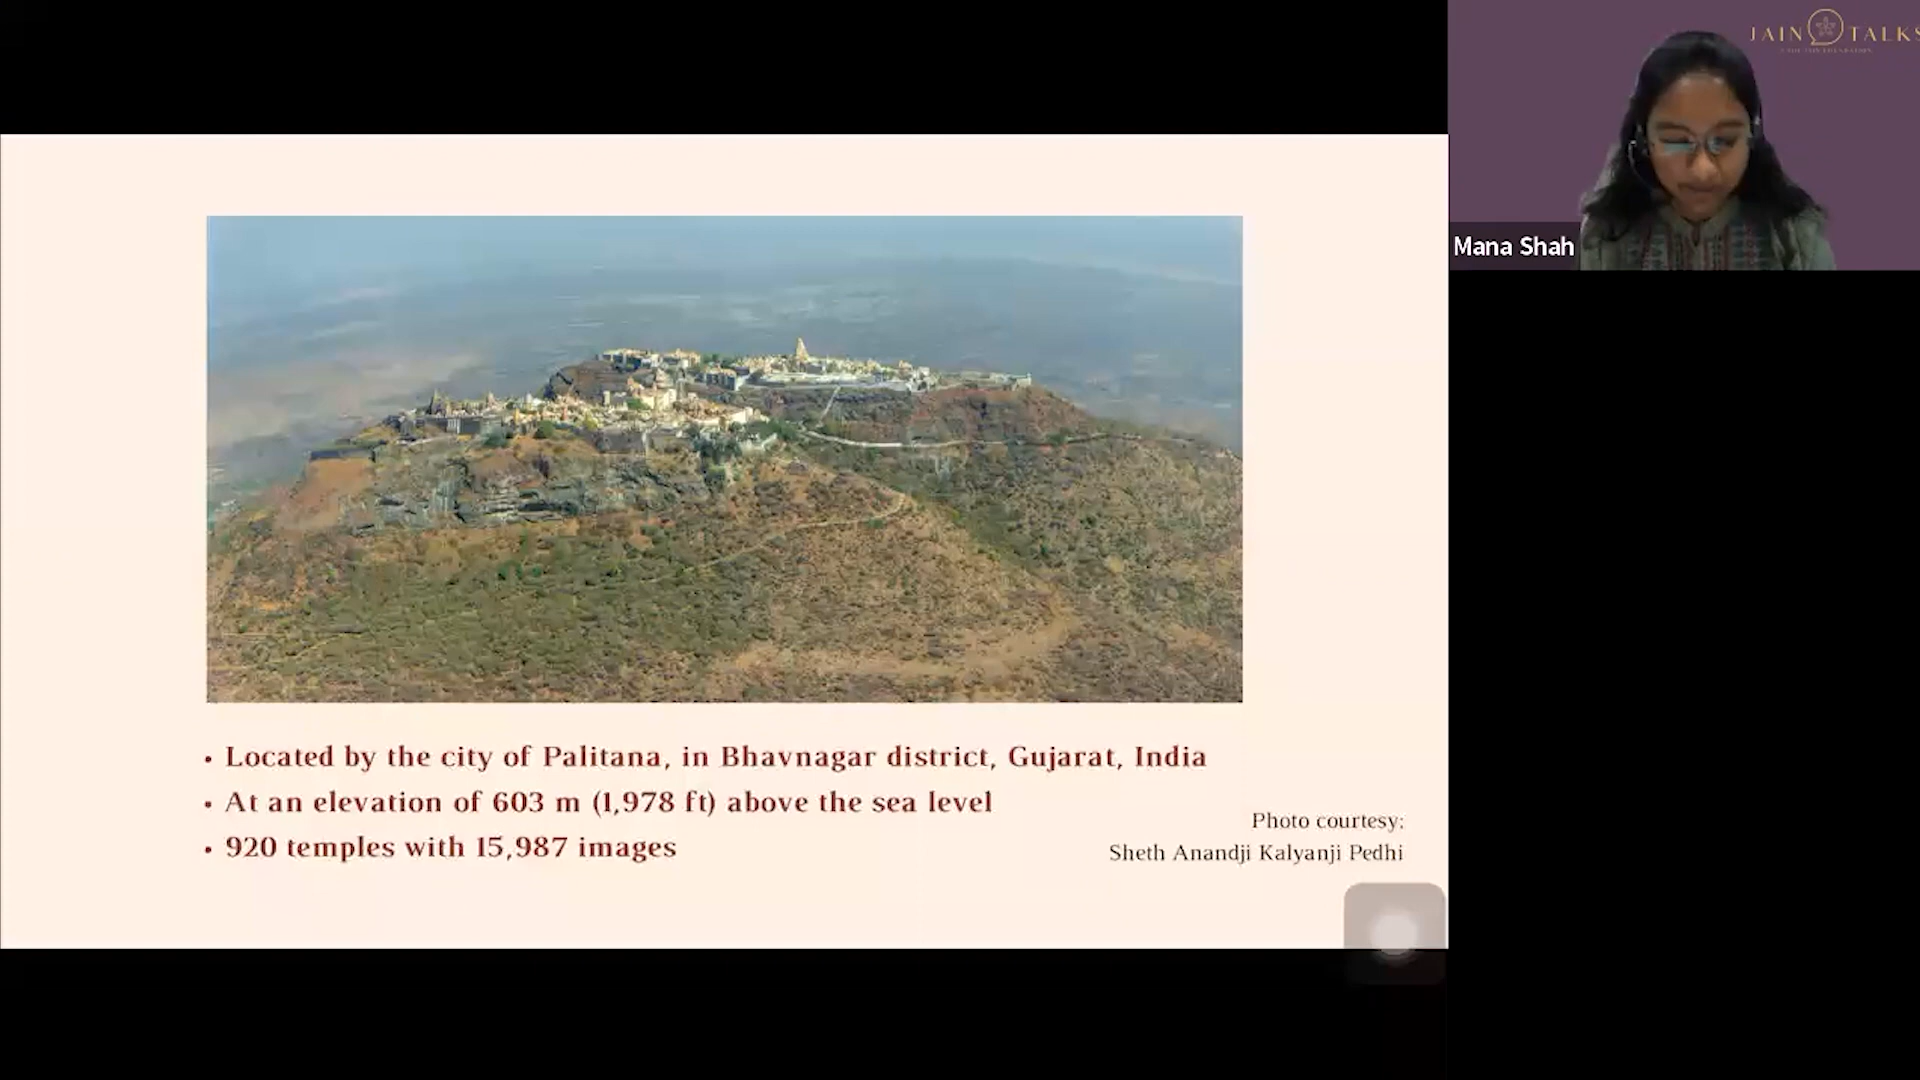 JAIN TALKS
Mana Shah
• Located by the city of Palitana, in Bhavnagar district, Gujarat, India
• At an elevation of 603 m (1,978 ft) above the sea level
• 920 temples with 15,987 images
Photo courtesy:
Sheth Anandji Kalyanji Pedhi